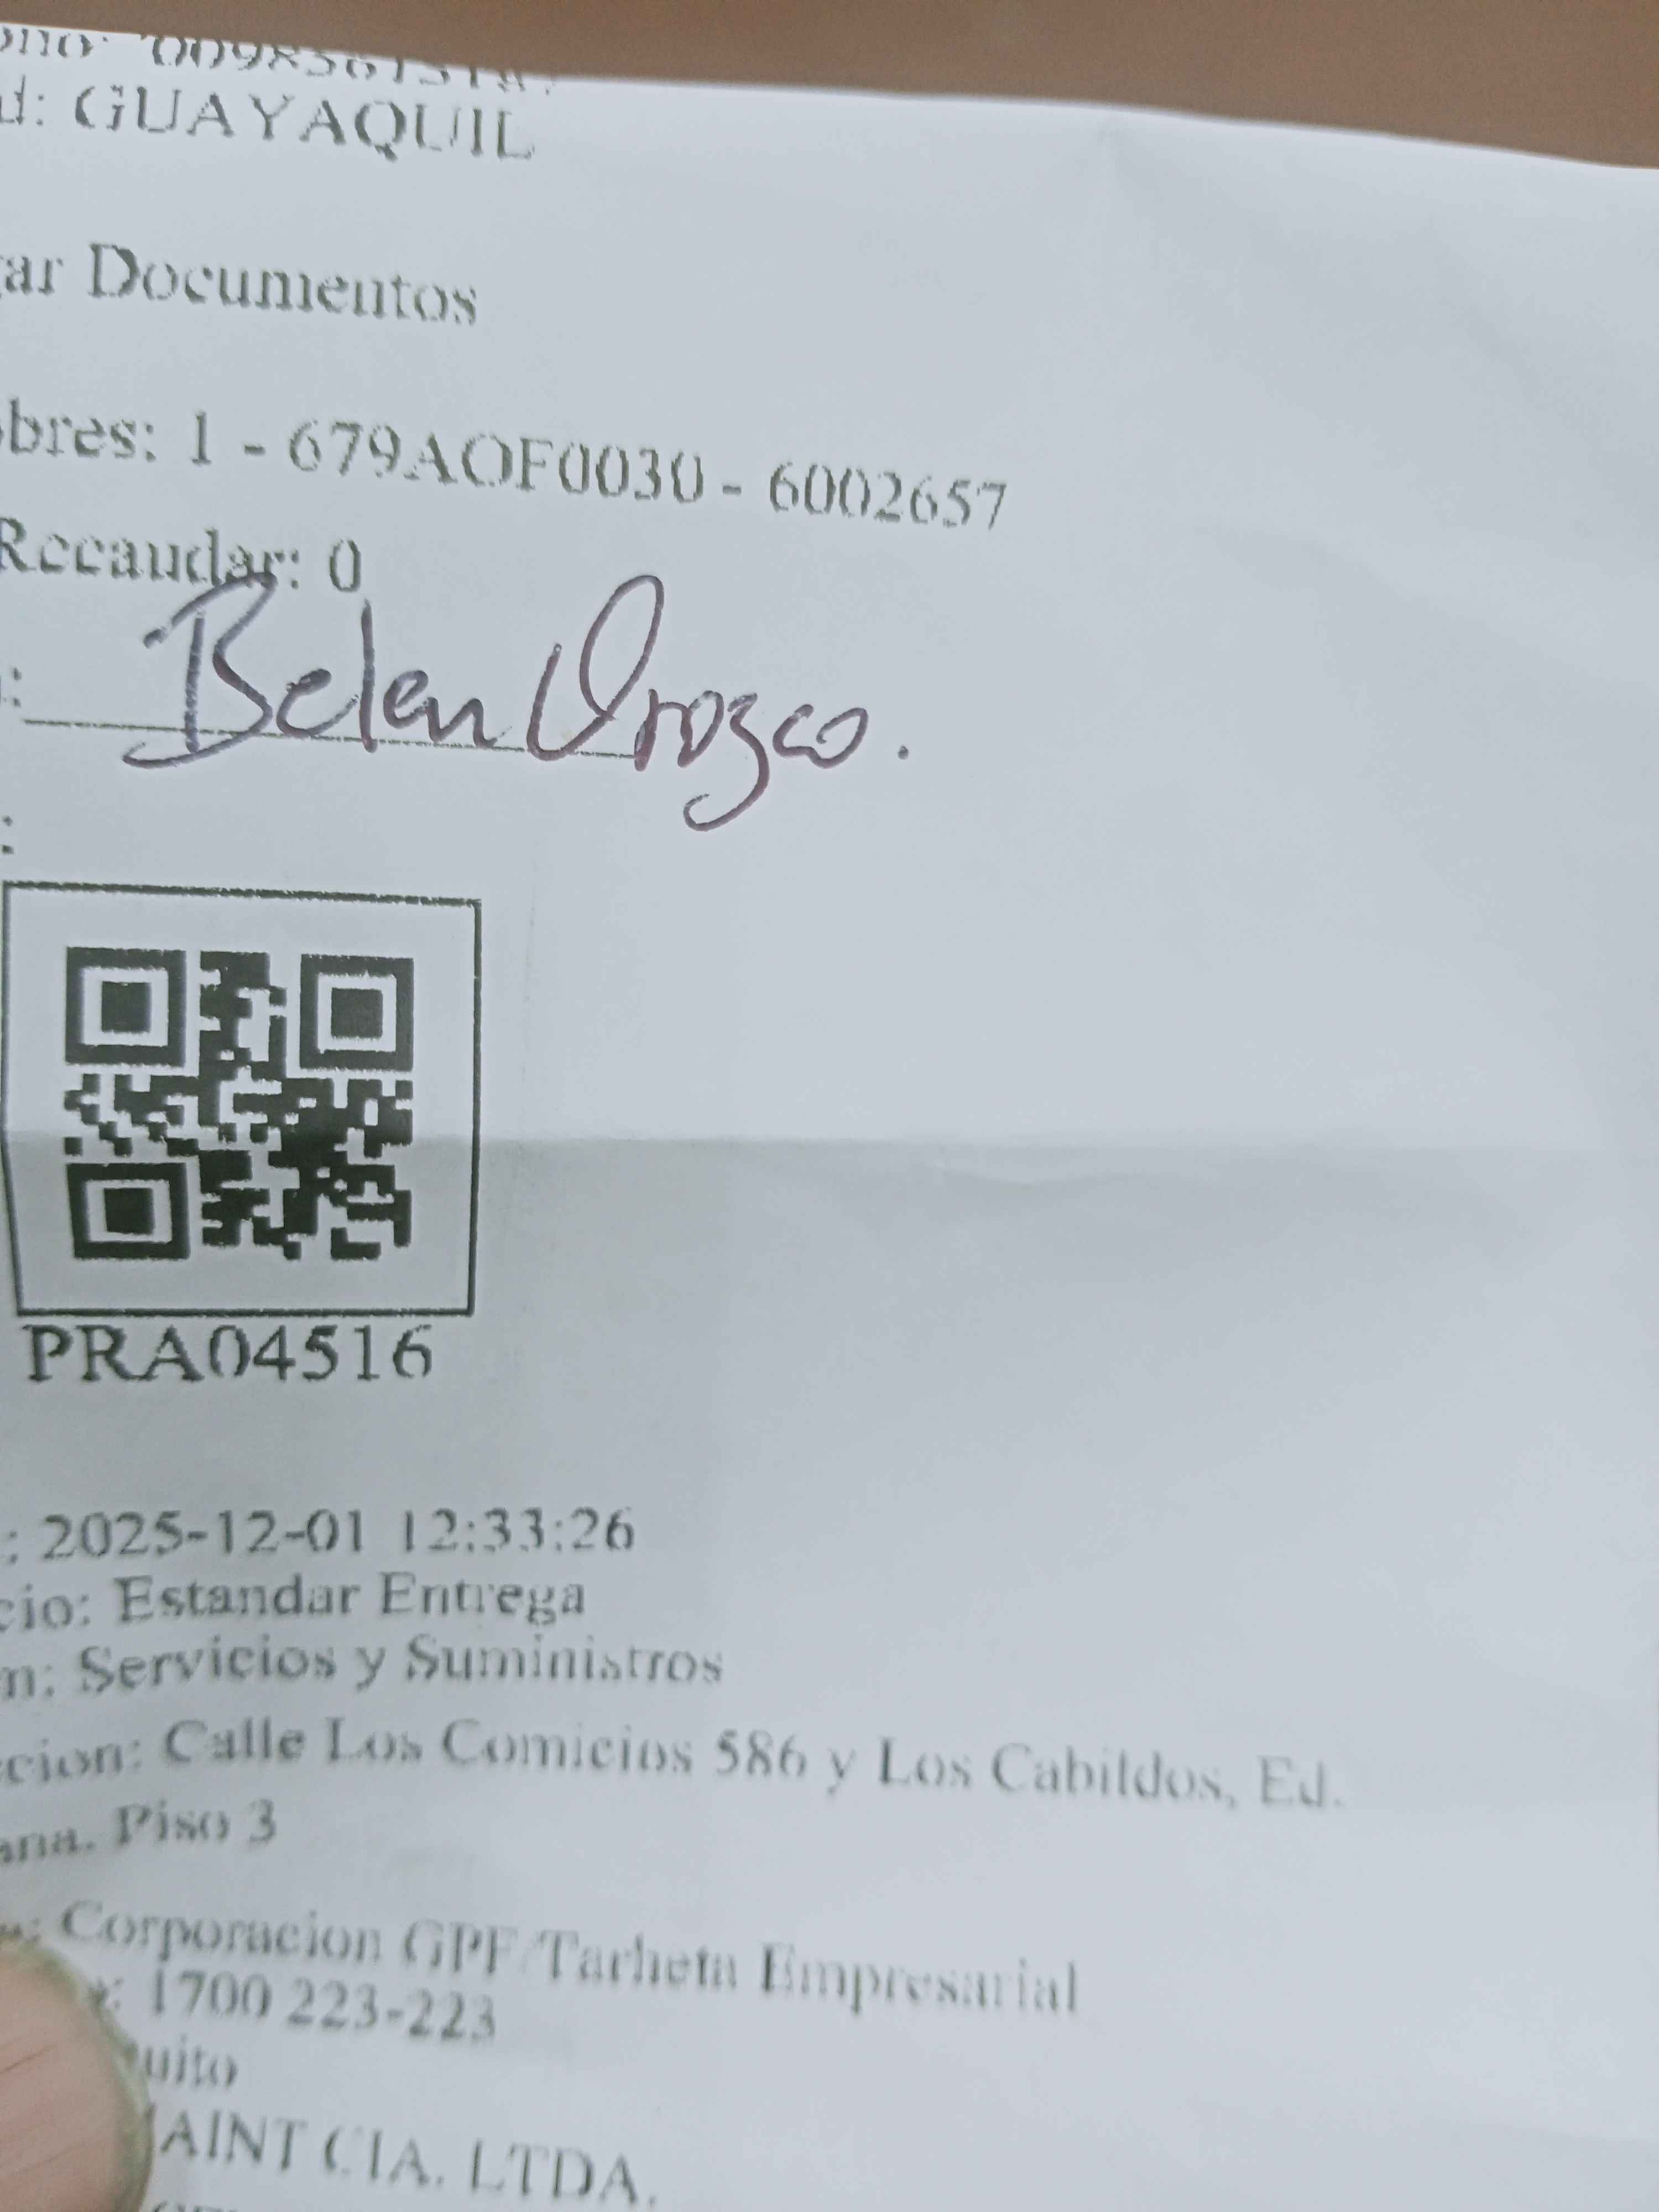 d: GUAYAQUIL
ar Documentos
bres: 1 - 679AOF0030 - 6002657
Recaudar: 0
: Belen Orozco.
:
PRA04516
: 2025-12-01 12:33:26
cio: Estandar Entrega
n: Servicios y Suministros
cion: Calle Los Comicios 586 y Los Cabildos, Ed.
ana. Piso 3
: Corporacion GPF/Tarheta Empresarial
: 1700 223-223
uito
AINT CIA. LTDA.